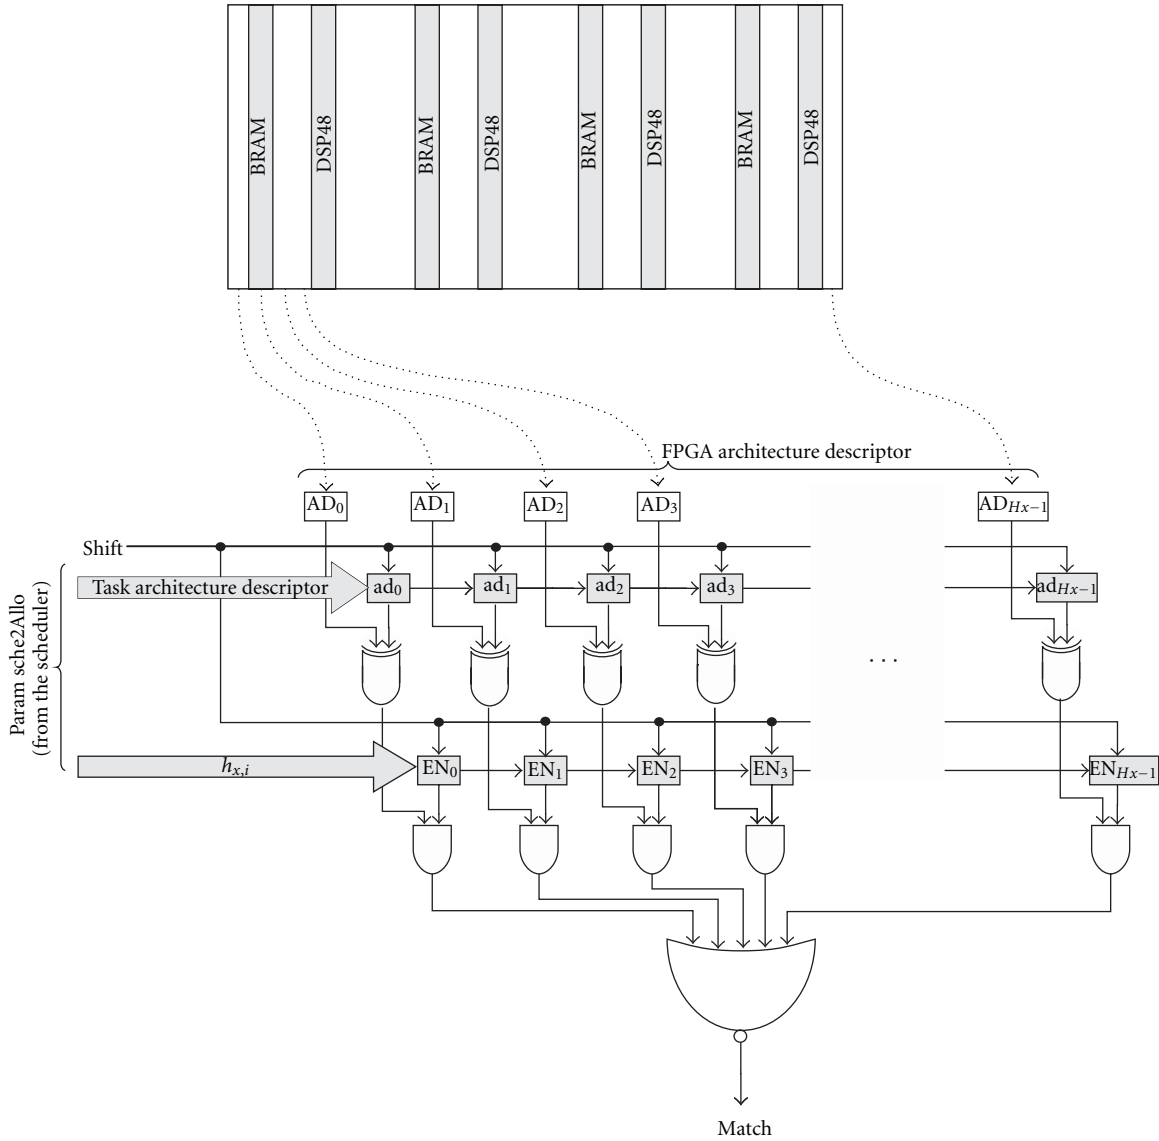 BRAM
DSP48
BRAM
DSP48
BRAM
DSP48
BRAM
DSP48
FPGA architecture descriptor
AD0
AD1
AD2
AD3
ADHx−1
Shift
Task architecture descriptor
ad0
ad1
ad2
ad3
adHx−1
Param sche2Allo
(from the scheduler)
. . .
hx,i
EN0
EN1
EN2
EN3
ENHx−1
Match